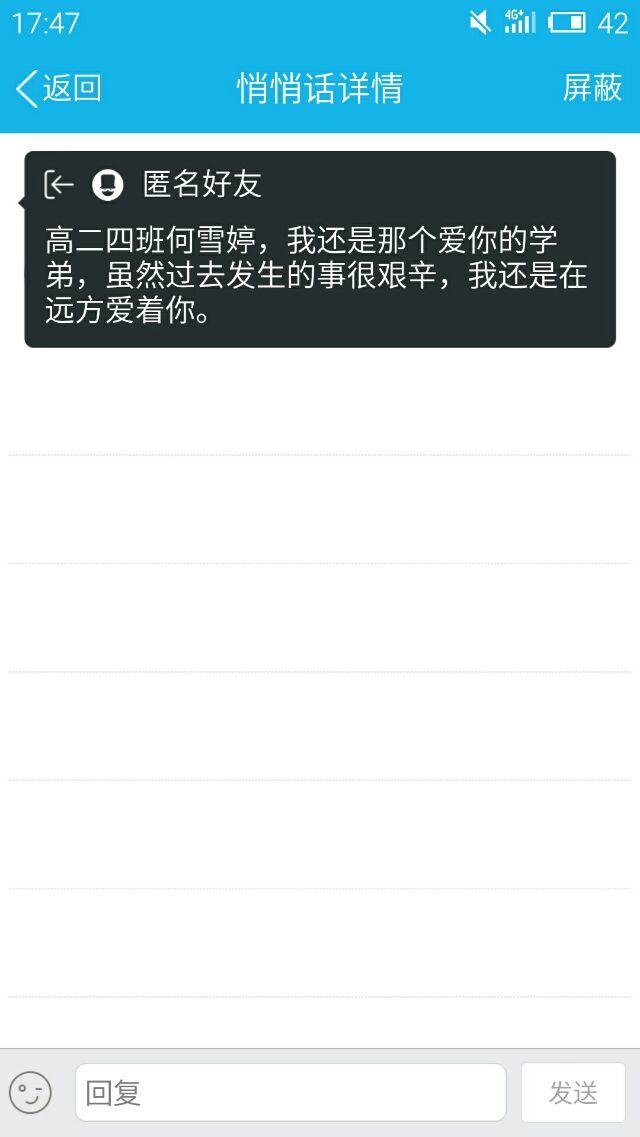 17:47 4G+ 42
返回 悄悄话详情 屏蔽
匿名好友
高二四班何雪婷，我还是那个爱你的学
弟，虽然过去发生的事很艰辛，我还是在
远方爱着你。
回复 发送